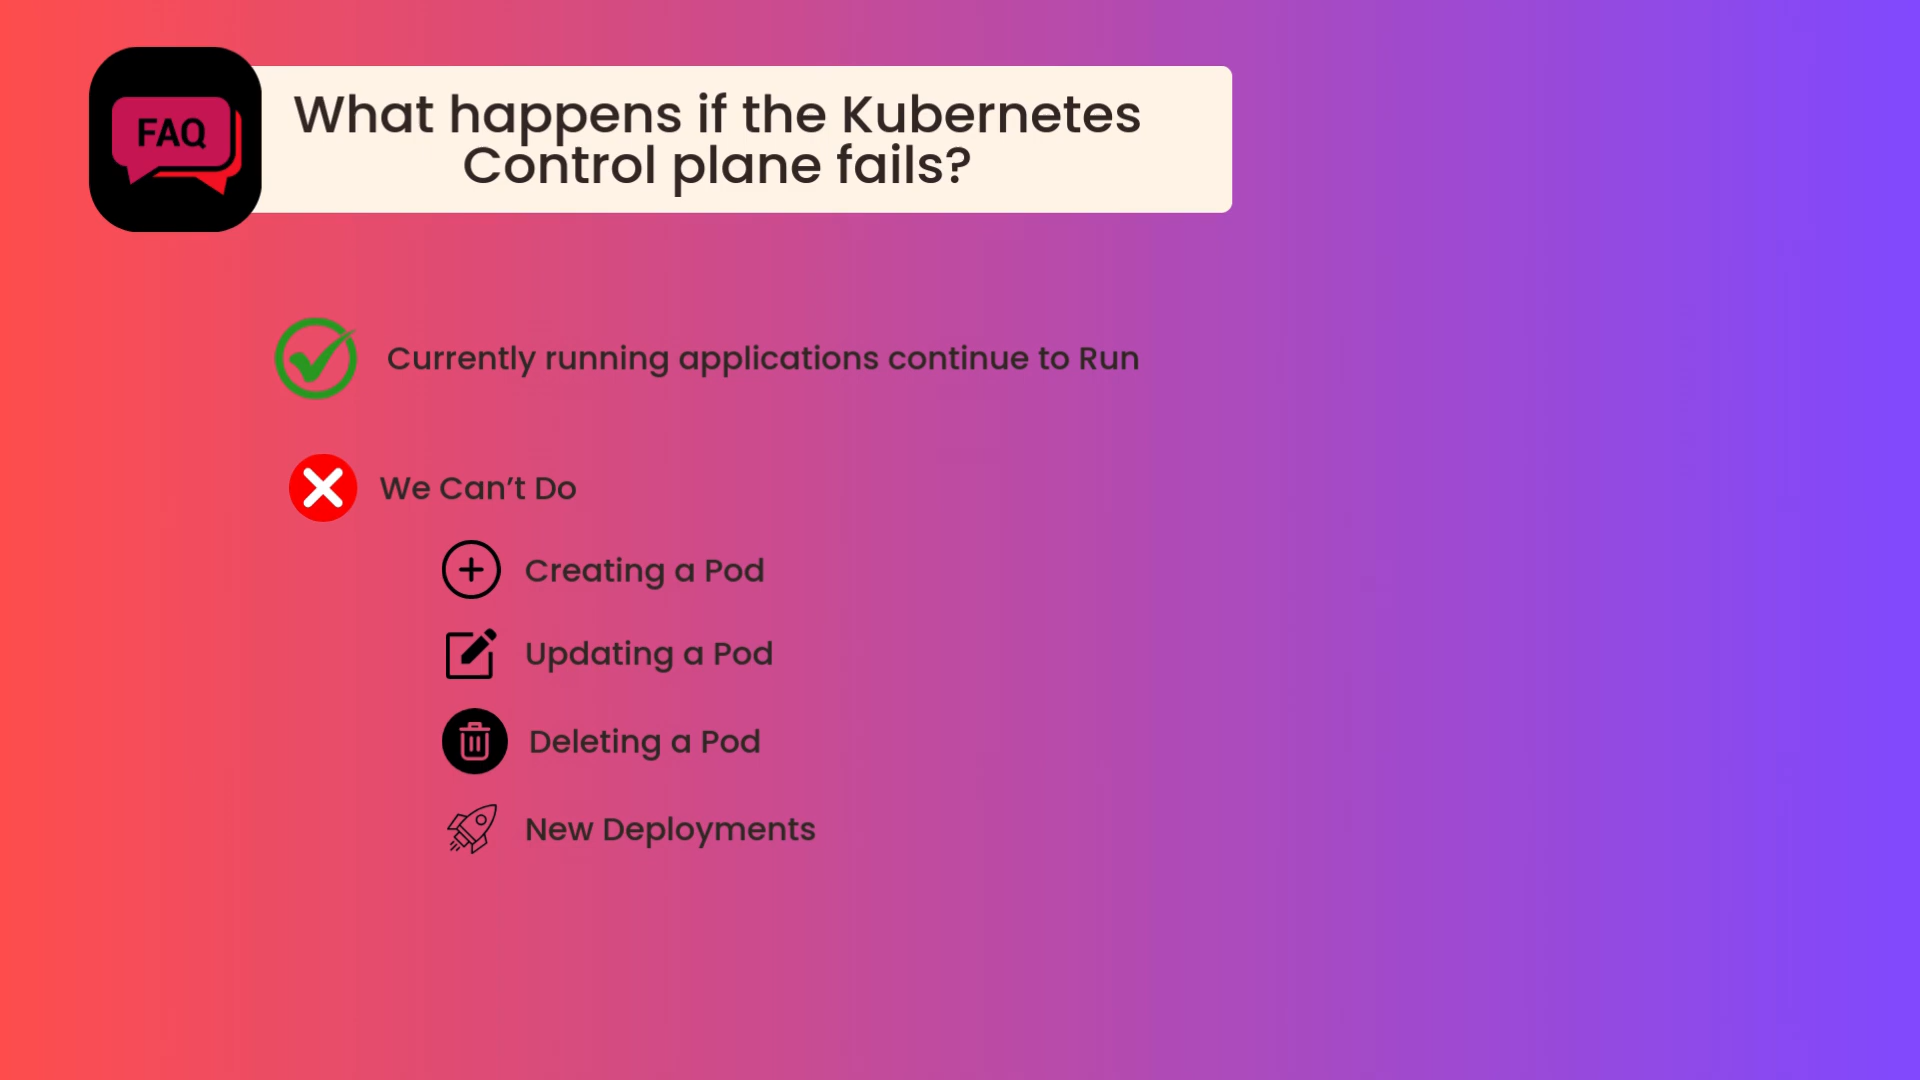 FAQ
What happens if the Kubernetes
Control plane fails?
Currently running applications continue to Run
We Can’t Do
Creating a Pod
Updating a Pod
Deleting a Pod
New Deployments